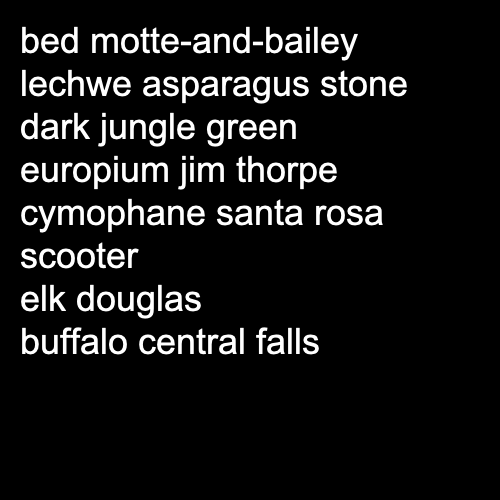 bed motte-and-bailey
lechwe asparagus stone
dark jungle green
europium jim thorpe
cymophane santa rosa
scooter
elk douglas
buffalo central falls